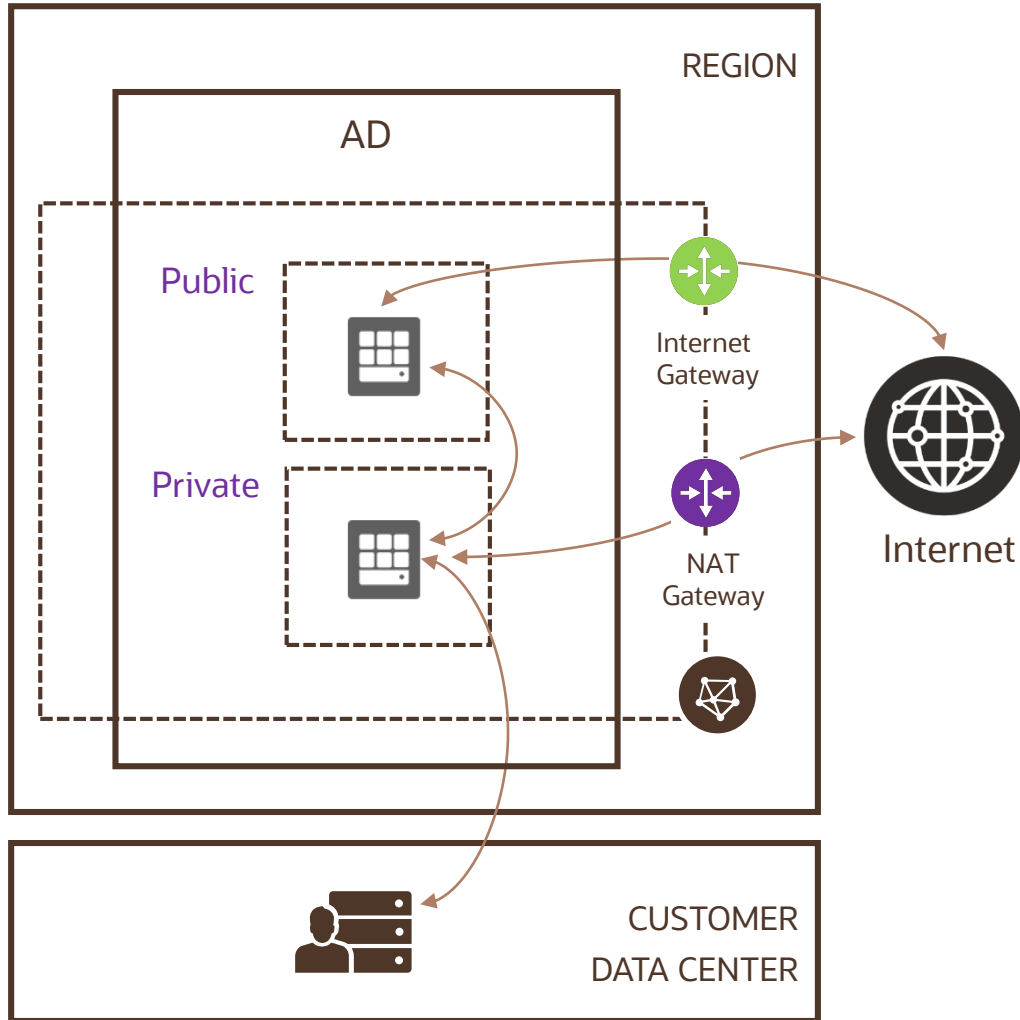 REGION
AD
Public
Internet
Gateway
Private
Internet
NAT
Gateway
CUSTOMER
DATA CENTER